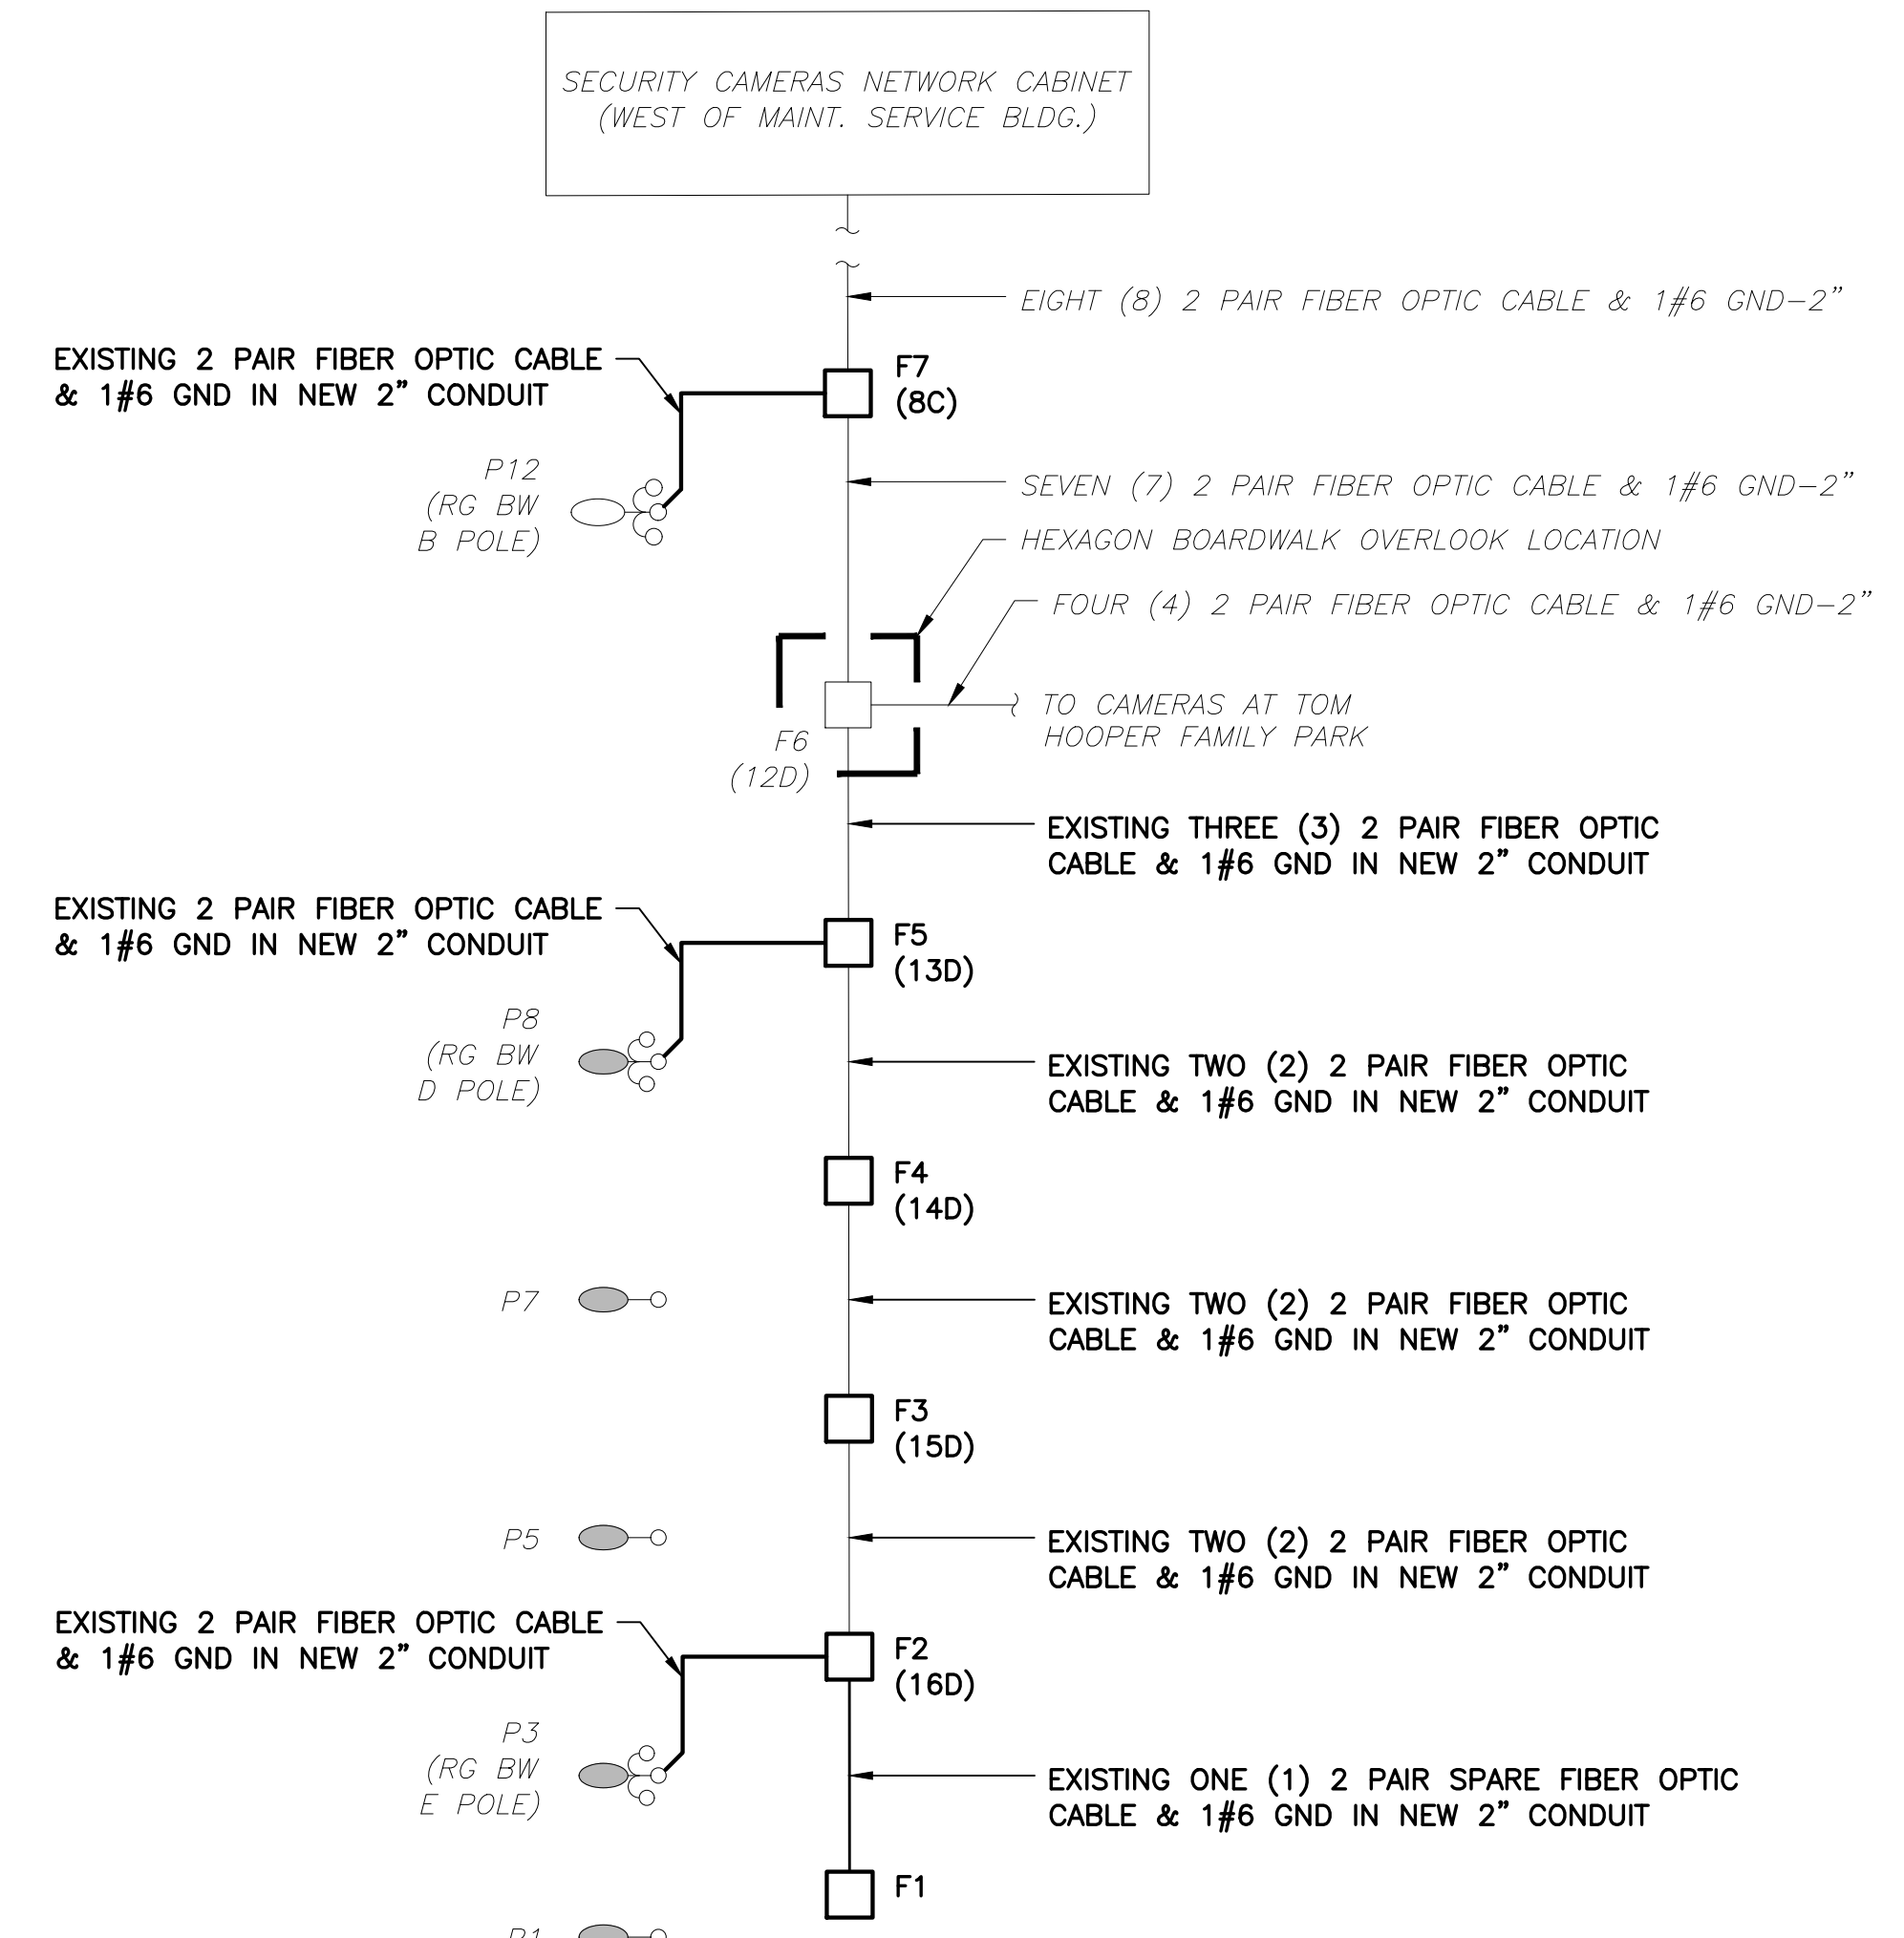 SECURITY CAMERAS NETWORK CABINET
(WEST OF MAINT. SERVICE BLDG.)
EIGHT (8) 2 PAIR FIBER OPTIC CABLE & 1#6 GND-2"
EXISTING 2 PAIR FIBER OPTIC CABLE
& 1#6 GND IN NEW 2" CONDUIT
F7
(8C)
P12
(RG BW
B POLE)
SEVEN (7) 2 PAIR FIBER OPTIC CABLE & 1#6 GND-2"
HEXAGON BOARDWALK OVERLOOK LOCATION
FOUR (4) 2 PAIR FIBER OPTIC CABLE & 1#6 GND-2"
TO CAMERAS AT TOM
HOOPER FAMILY PARK
F6
(12D)
EXISTING THREE (3) 2 PAIR FIBER OPTIC
CABLE & 1#6 GND IN NEW 2" CONDUIT
EXISTING 2 PAIR FIBER OPTIC CABLE
& 1#6 GND IN NEW 2" CONDUIT
F5
(13D)
P8
(RG BW
D POLE)
EXISTING TWO (2) 2 PAIR FIBER OPTIC
CABLE & 1#6 GND IN NEW 2" CONDUIT
F4
(14D)
P7
EXISTING TWO (2) 2 PAIR FIBER OPTIC
CABLE & 1#6 GND IN NEW 2" CONDUIT
F3
(15D)
P5
EXISTING TWO (2) 2 PAIR FIBER OPTIC
CABLE & 1#6 GND IN NEW 2" CONDUIT
EXISTING 2 PAIR FIBER OPTIC CABLE
& 1#6 GND IN NEW 2" CONDUIT
F2
(16D)
P3
(RG BW
E POLE)
EXISTING ONE (1) 2 PAIR SPARE FIBER OPTIC
CABLE & 1#6 GND IN NEW 2" CONDUIT
F1
P1